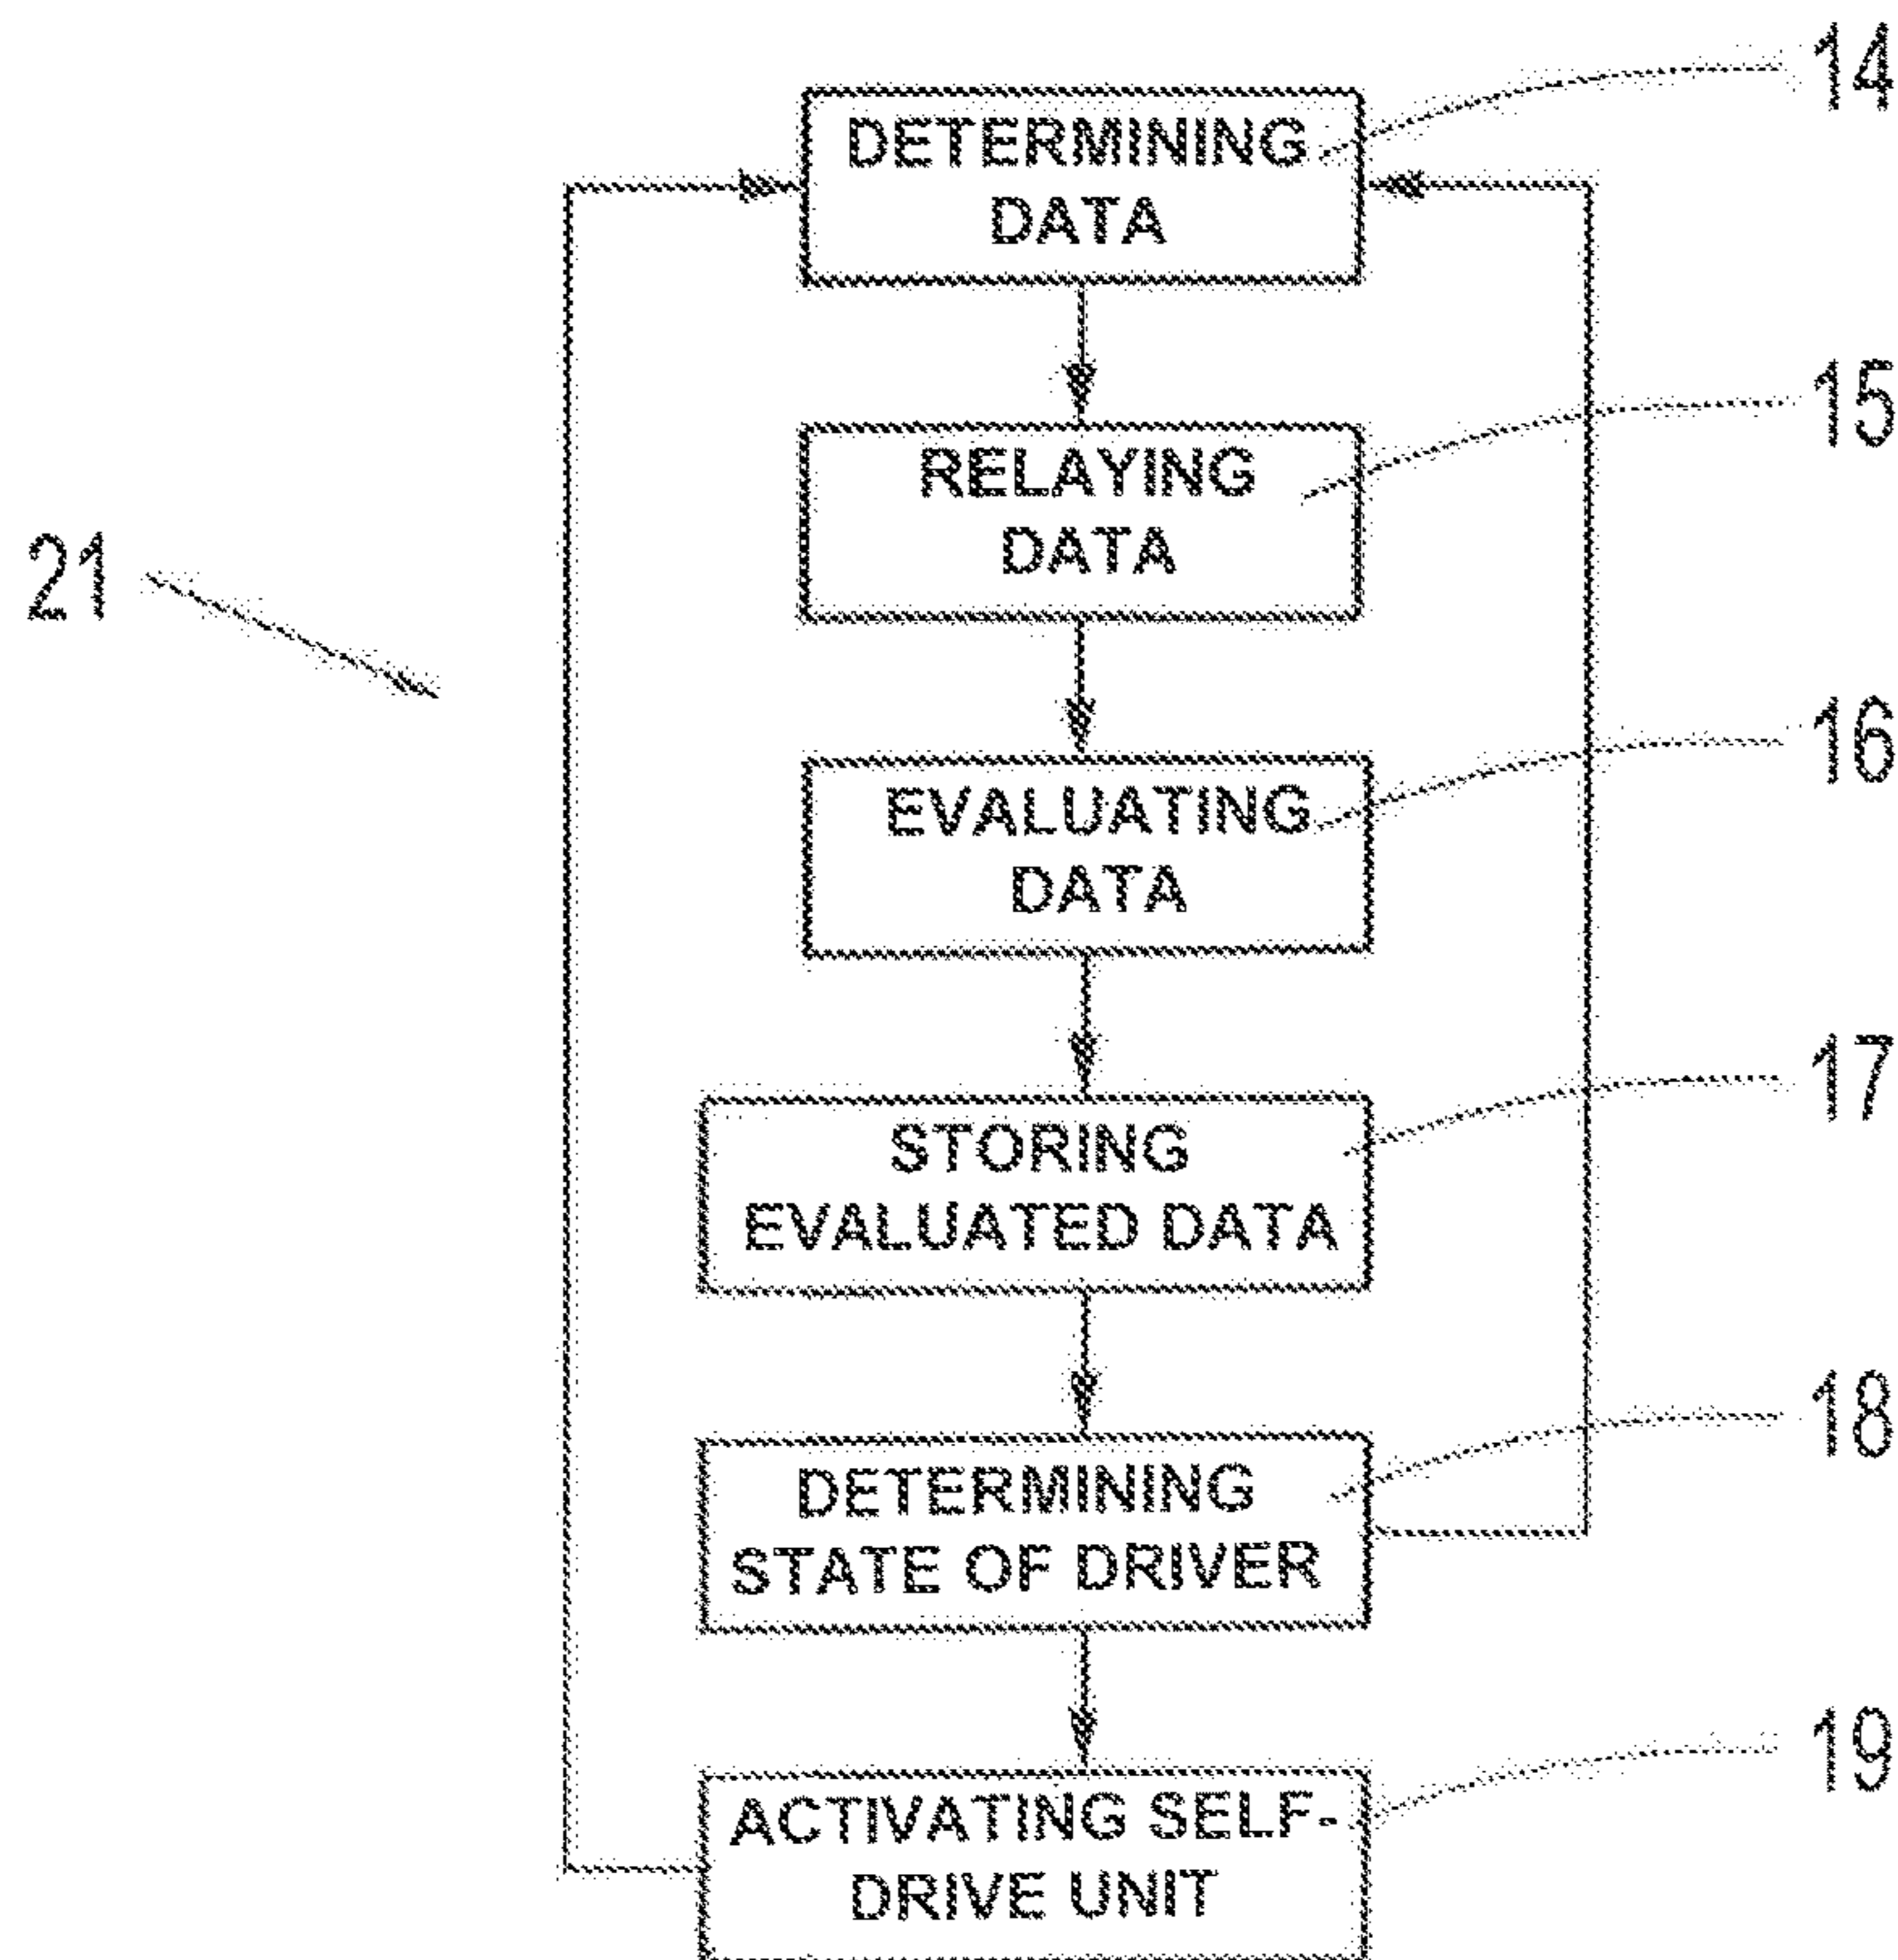 14
DETERMINING
DATA
15
RELAYING
DATA
21
16
EVALUATING
DATA
17
STORING
EVALUATED DATA
18
DETERMINING
STATE OF DRIVER
19
ACTIVATING SELF-
DRIVE UNIT